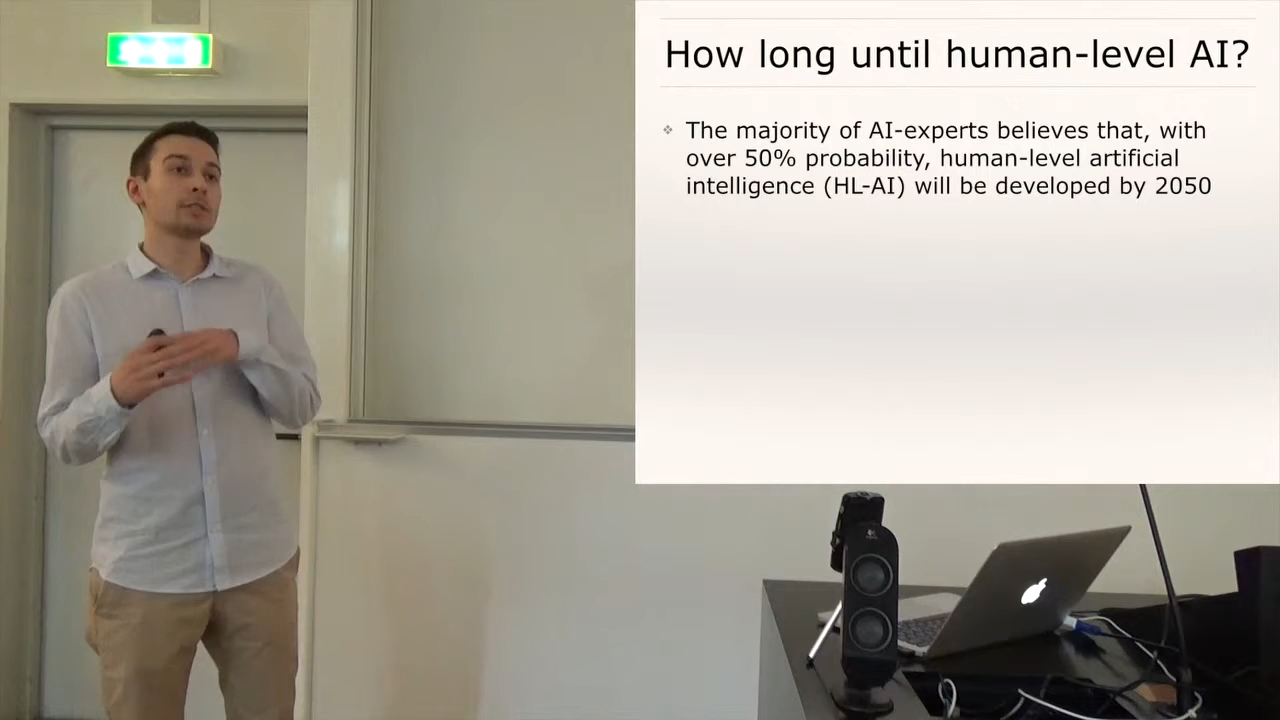 How long until human-level AI?
The majority of AI-experts believes that, with
over 50% probability, human-level artificial
intelligence (HL-AI) will be developed by 2050